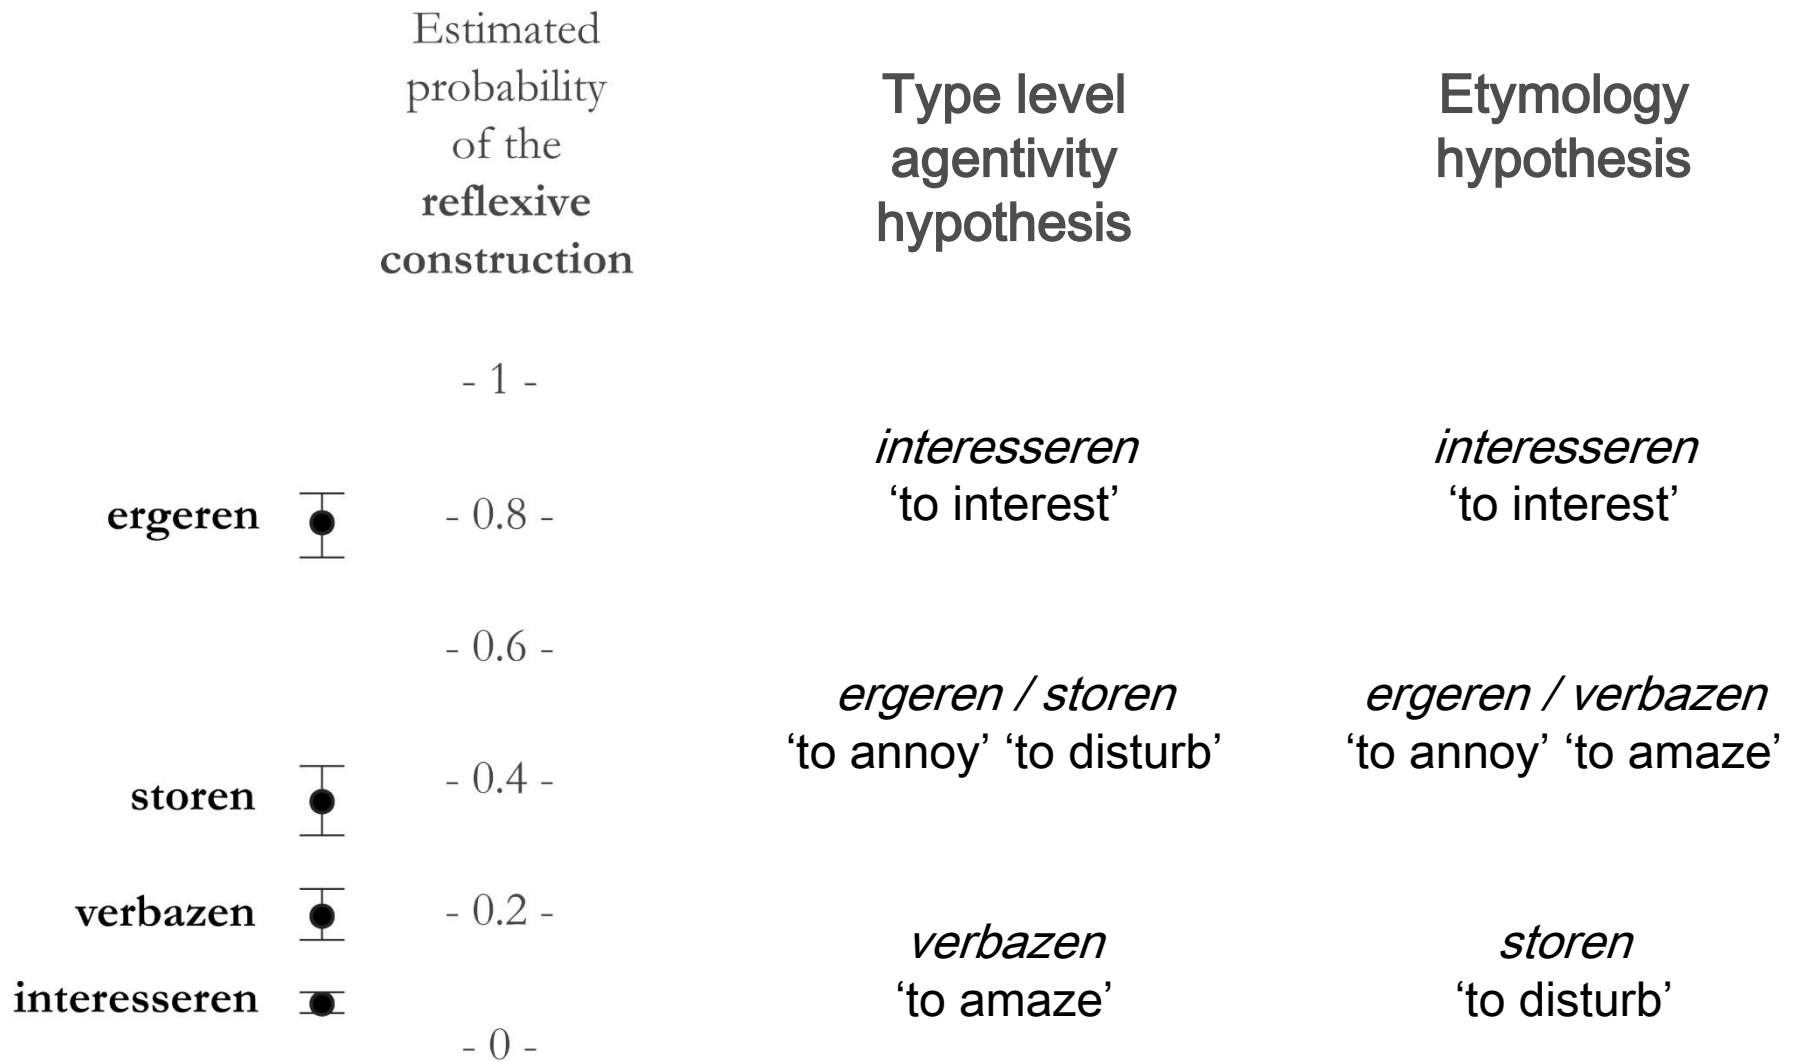 Estimated
probability
of the
reflexive
construction
Type level
agentivity
hypothesis
Etymology
hypothesis
- 1 -
- 0.8 -
- 0.6 -
- 0.4 -
- 0.2 -
- 0 -
ergeren
storen
verbazen
interesseren
interesseren
‘to interest’
ergeren / storen
‘to annoy’ ‘to disturb’
verbazen
‘to amaze’
interesseren
‘to interest’
ergeren / verbazen
‘to annoy’ ‘to amaze’
storen
‘to disturb’